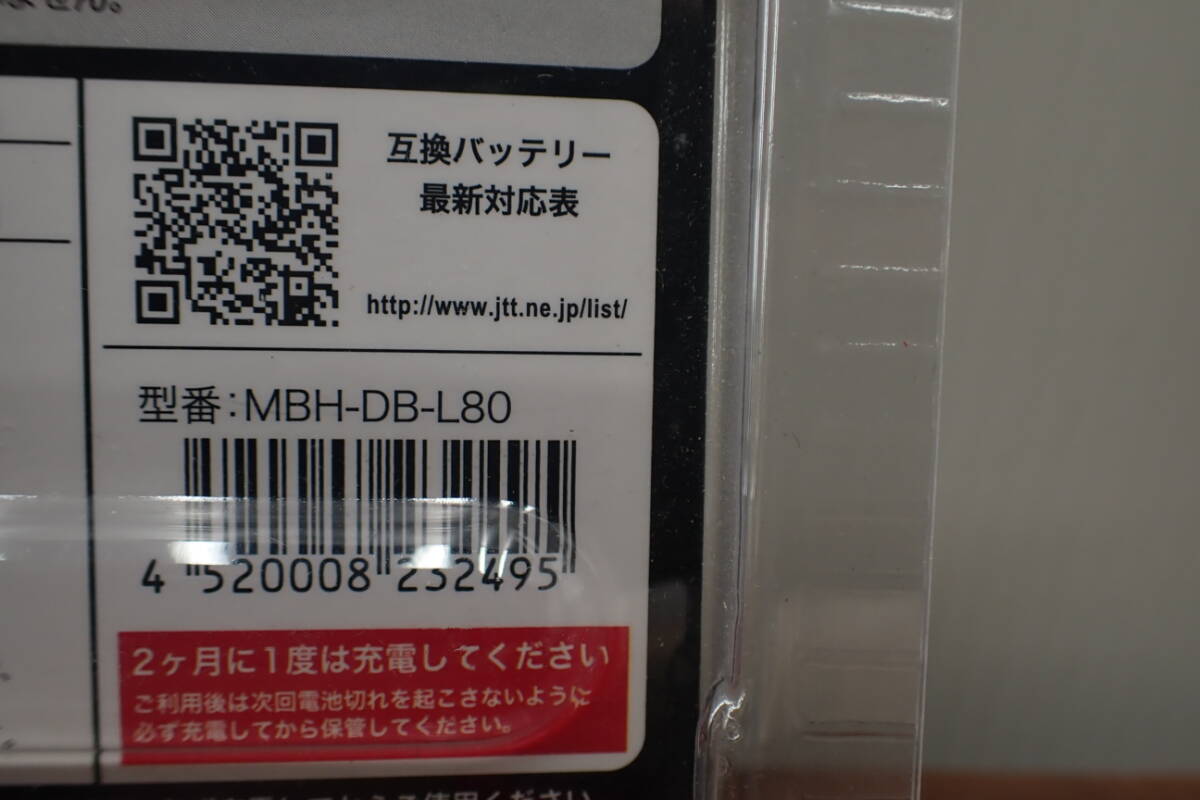 ません。
互換バッテリー
最新対応表
http://www.jtt.ne.jp/list/
型番:MBH-DB-L80
4 520008 232495
2ヶ月に1度は充電してください
ご利用後は次回電池切れを起こさないように
必ず充電してから保管してください。